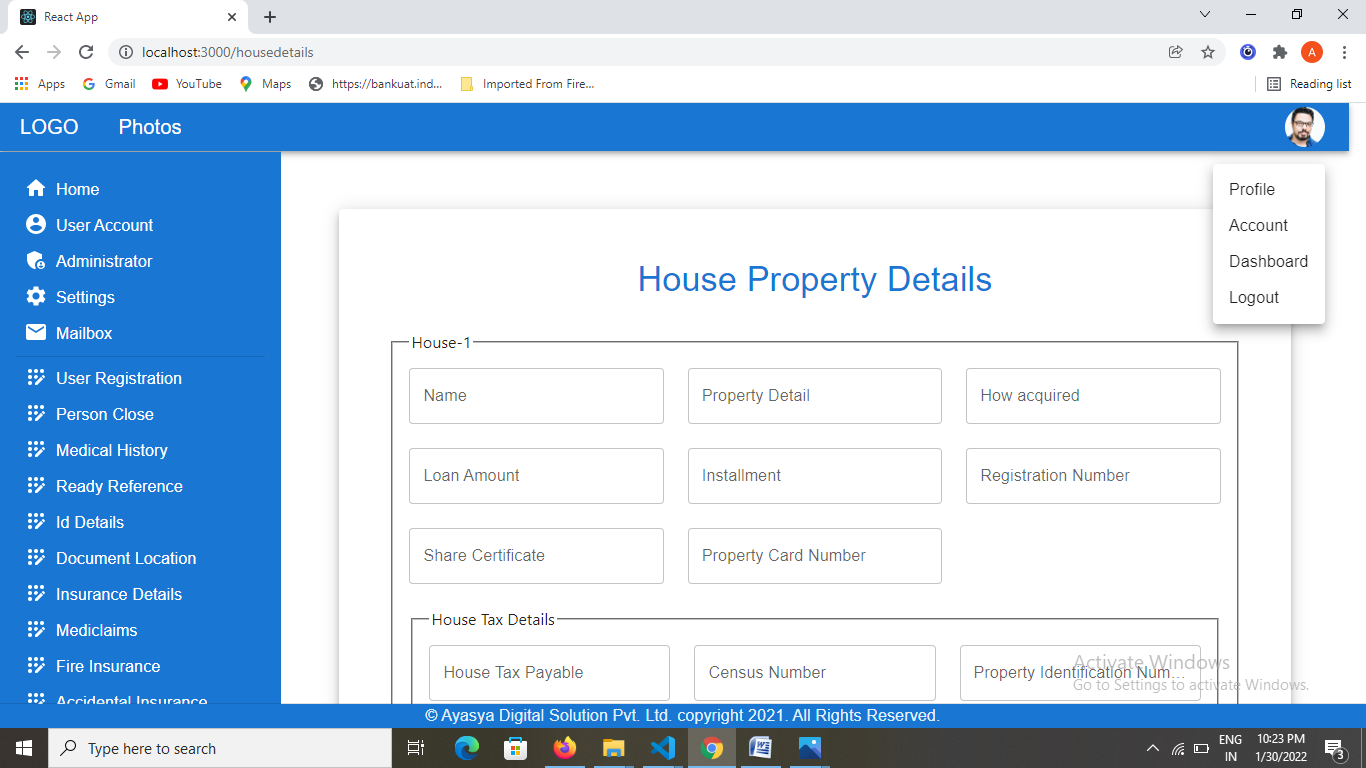 React App
localhost:3000/housedetails
A
Apps
Gmail
YouTube
Maps
https://bankuat.ind...
Imported From Fire...
Reading list
LOGO
Photos
Home
User Account
Administrator
Settings
Mailbox
User Registration
Person Close
Medical History
Ready Reference
Id Details
Document Location
Insurance Details
Mediclaims
Fire Insurance
Accidental Insurance
Profile
Account
Dashboard
Logout
House Property Details
House-1
Name
Property Detail
How acquired
Loan Amount
Installment
Registration Number
Share Certificate
Property Card Number
House Tax Details
House Tax Payable
Census Number
Property Identification Num...
Activate Windows
Go to Settings to activate Windows.
© Ayasya Digital Solution Pvt. Ltd. copyright 2021. All Rights Reserved.
Type here to search
ENG
IN
10:23 PM
1/30/2022
3